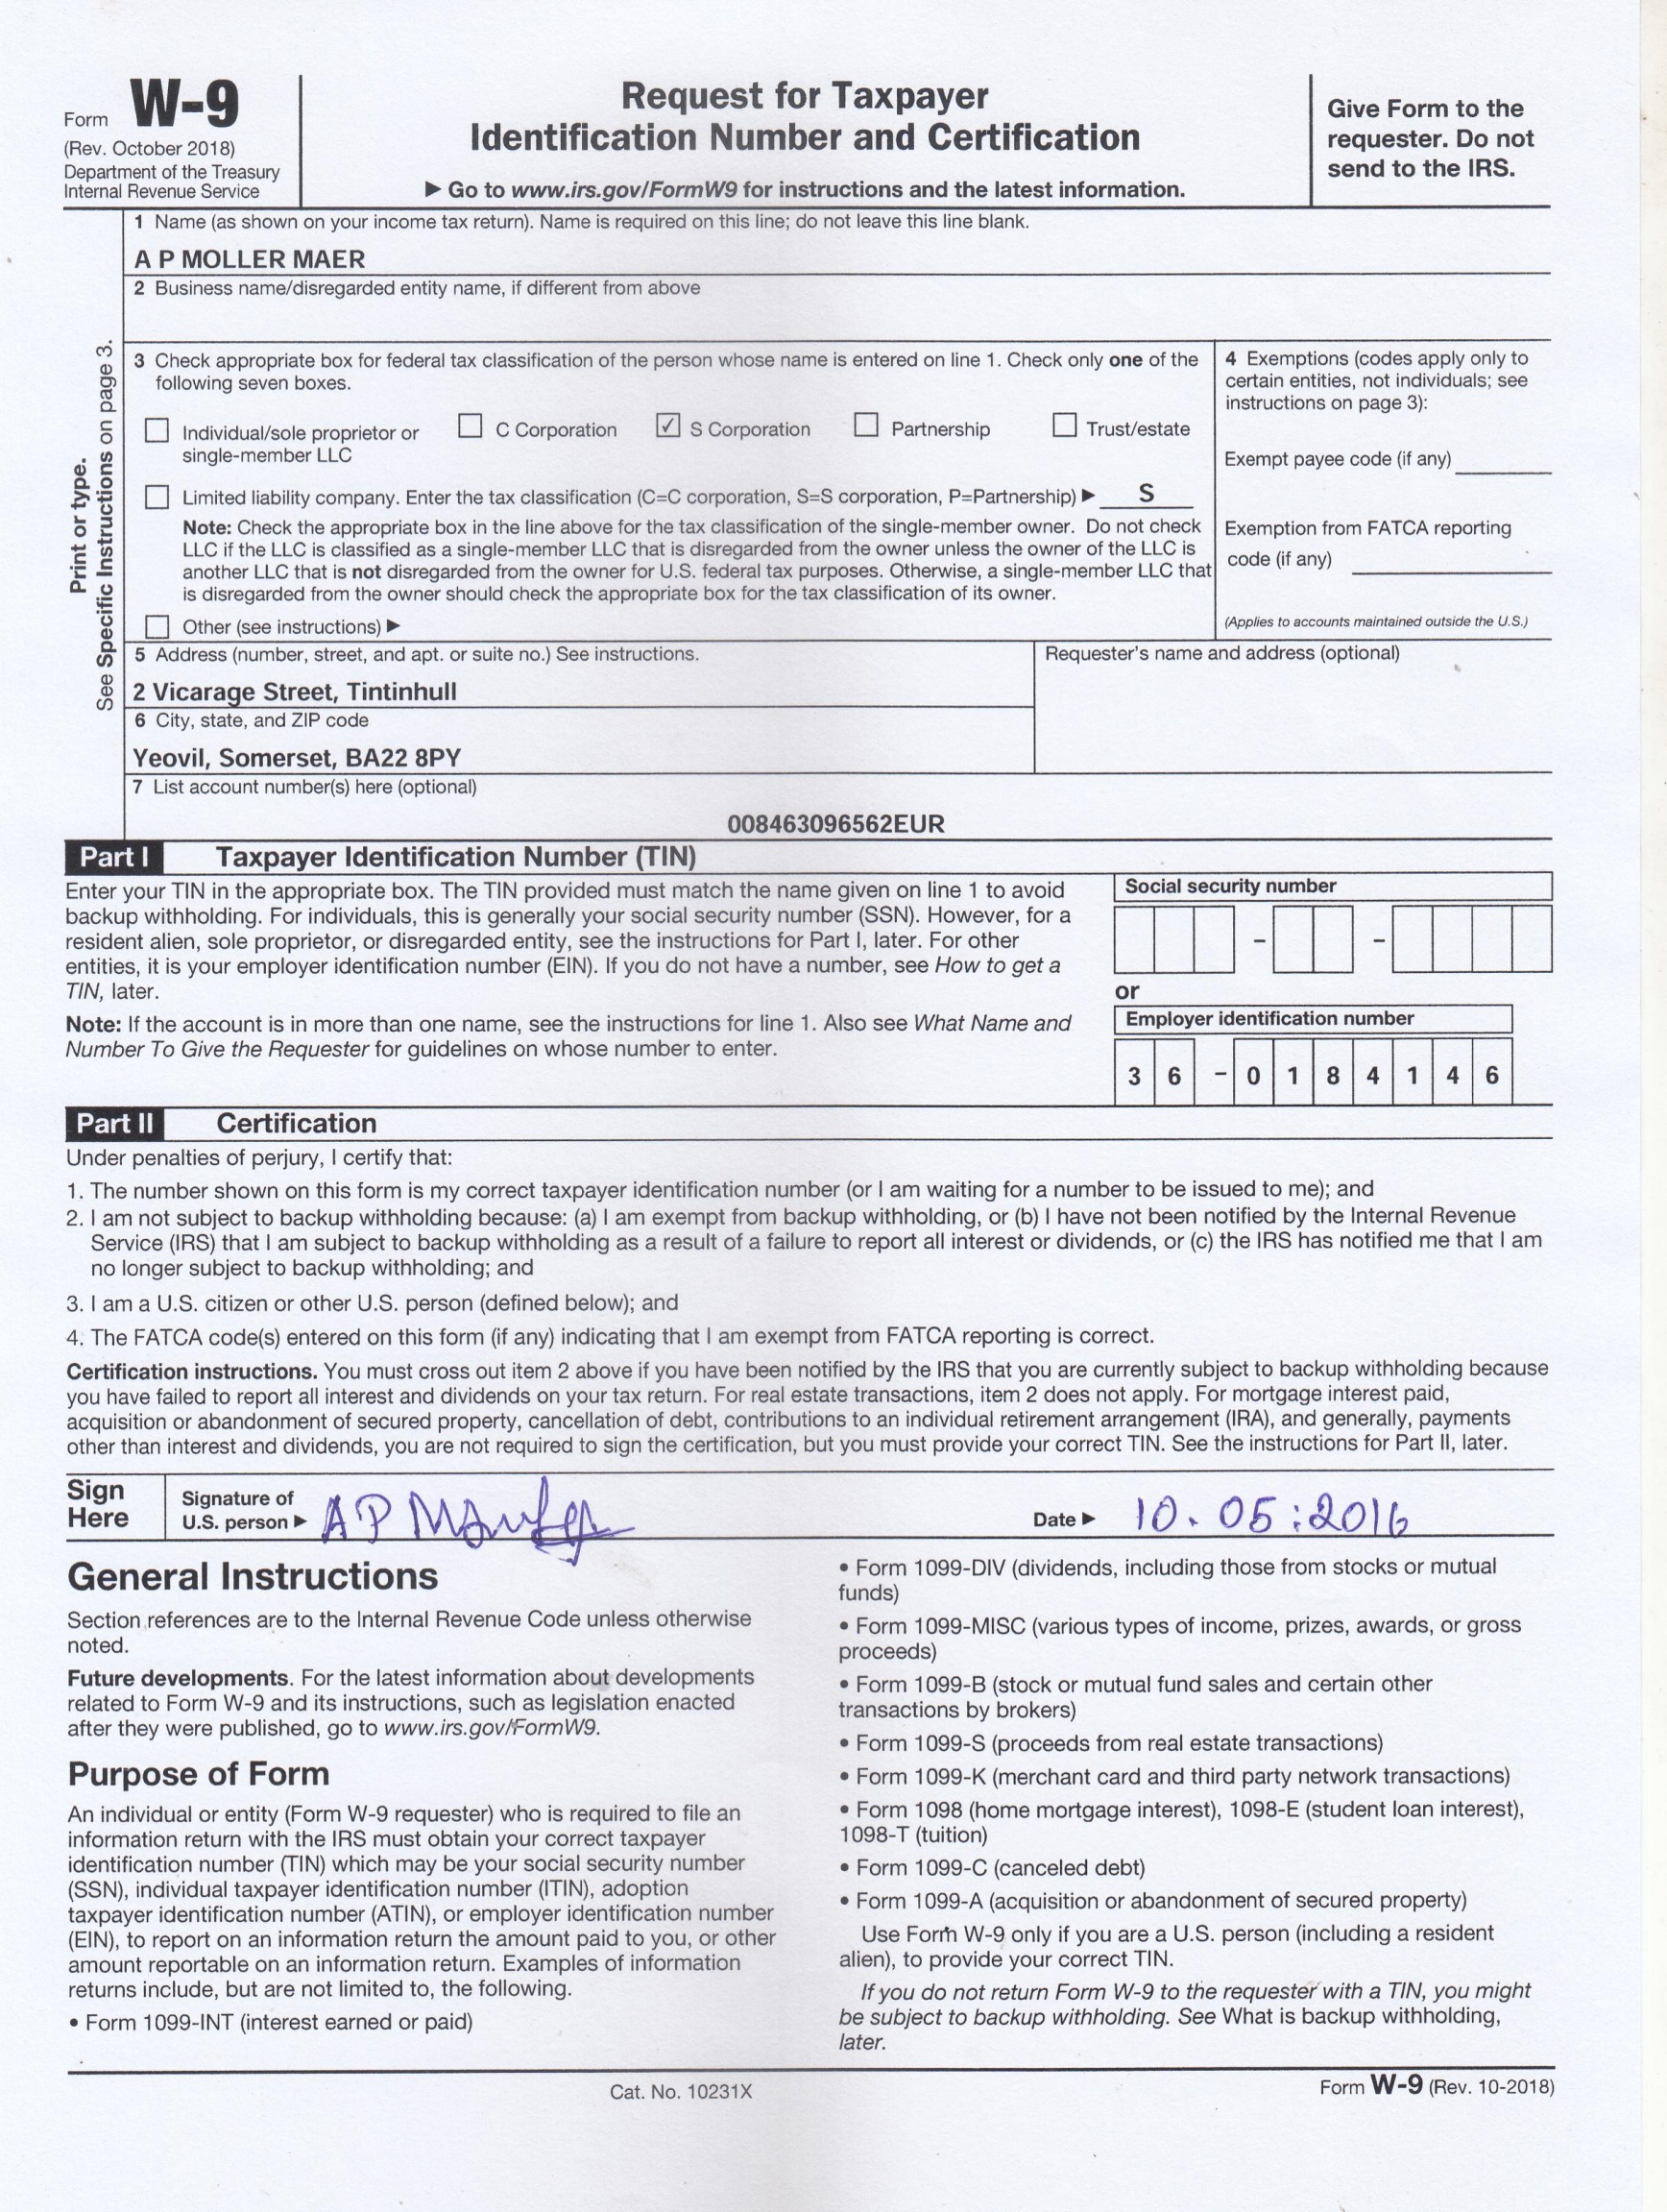 Form W-9
(Rev. October 2018)
Department of the Treasury
Internal Revenue Service
Request for Taxpayer
Identification Number and Certification
▶ Go to www.irs.gov/FormW9 for instructions and the latest information.
Give Form to the
requester. Do not
send to the IRS.
Print or type.
See Specific Instructions on page 3.
1 Name (as shown on your income tax return). Name is required on this line; do not leave this line blank.
A P MOLLER MAER
2 Business name/disregarded entity name, if different from above
3 Check appropriate box for federal tax classification of the person whose name is entered on line 1. Check only one of the
following seven boxes.
Individual/sole proprietor or
single-member LLC
C Corporation
✓ S Corporation
Partnership
Trust/estate
Limited liability company. Enter the tax classification (C=C corporation, S=S corporation, P=Partnership) ▶ S
Note: Check the appropriate box in the line above for the tax classification of the single-member owner. Do not check
LLC if the LLC is classified as a single-member LLC that is disregarded from the owner unless the owner of the LLC is
another LLC that is not disregarded from the owner for U.S. federal tax purposes. Otherwise, a single-member LLC that
is disregarded from the owner should check the appropriate box for the tax classification of its owner.
Other (see instructions) ▶
4 Exemptions (codes apply only to
certain entities, not individuals; see
instructions on page 3):
Exempt payee code (if any)
Exemption from FATCA reporting
code (if any)
(Applies to accounts maintained outside the U.S.)
5 Address (number, street, and apt. or suite no.) See instructions.
2 Vicarage Street, Tintinhull
6 City, state, and ZIP code
Yeovil, Somerset, BA22 8PY
Requester's name and address (optional)
7 List account number(s) here (optional)
008463096562EUR
Part I Taxpayer Identification Number (TIN)
Enter your TIN in the appropriate box. The TIN provided must match the name given on line 1 to avoid
backup withholding. For individuals, this is generally your social security number (SSN). However, for a
resident alien, sole proprietor, or disregarded entity, see the instructions for Part I, later. For other
entities, it is your employer identification number (EIN). If you do not have a number, see How to get a
TIN, later.
Note: If the account is in more than one name, see the instructions for line 1. Also see What Name and
Number To Give the Requester for guidelines on whose number to enter.
Social security number
– –
or
Employer identification number
3 6 – 0 1 8 4 1 4 6
Part II Certification
Under penalties of perjury, I certify that:
1. The number shown on this form is my correct taxpayer identification number (or I am waiting for a number to be issued to me); and
2. I am not subject to backup withholding because: (a) I am exempt from backup withholding, or (b) I have not been notified by the Internal Revenue
Service (IRS) that I am subject to backup withholding as a result of a failure to report all interest or dividends, or (c) the IRS has notified me that I am
no longer subject to backup withholding; and
3. I am a U.S. citizen or other U.S. person (defined below); and
4. The FATCA code(s) entered on this form (if any) indicating that I am exempt from FATCA reporting is correct.
Certification instructions. You must cross out item 2 above if you have been notified by the IRS that you are currently subject to backup withholding because
you have failed to report all interest and dividends on your tax return. For real estate transactions, item 2 does not apply. For mortgage interest paid,
acquisition or abandonment of secured property, cancellation of debt, contributions to an individual retirement arrangement (IRA), and generally, payments
other than interest and dividends, you are not required to sign the certification, but you must provide your correct TIN. See the instructions for Part II, later.
Sign
Here
Signature of
U.S. person ▶ A P
Date ▶ 10.05:2016
General Instructions
Section references are to the Internal Revenue Code unless otherwise
noted.
Future developments. For the latest information about developments
related to Form W-9 and its instructions, such as legislation enacted
after they were published, go to www.irs.gov/FormW9.
Purpose of Form
An individual or entity (Form W-9 requester) who is required to file an
information return with the IRS must obtain your correct taxpayer
identification number (TIN) which may be your social security number
(SSN), individual taxpayer identification number (ITIN), adoption
taxpayer identification number (ATIN), or employer identification number
(EIN), to report on an information return the amount paid to you, or other
amount reportable on an information return. Examples of information
returns include, but are not limited to, the following.
• Form 1099-INT (interest earned or paid)
• Form 1099-DIV (dividends, including those from stocks or mutual
funds)
• Form 1099-MISC (various types of income, prizes, awards, or gross
proceeds)
• Form 1099-B (stock or mutual fund sales and certain other
transactions by brokers)
• Form 1099-S (proceeds from real estate transactions)
• Form 1099-K (merchant card and third party network transactions)
• Form 1098 (home mortgage interest), 1098-E (student loan interest),
1098-T (tuition)
• Form 1099-C (canceled debt)
• Form 1099-A (acquisition or abandonment of secured property)
Use Form W-9 only if you are a U.S. person (including a resident
alien), to provide your correct TIN.
If you do not return Form W-9 to the requester with a TIN, you might
be subject to backup withholding. See What is backup withholding,
later.
Cat. No. 10231X
Form W-9 (Rev. 10-2018)